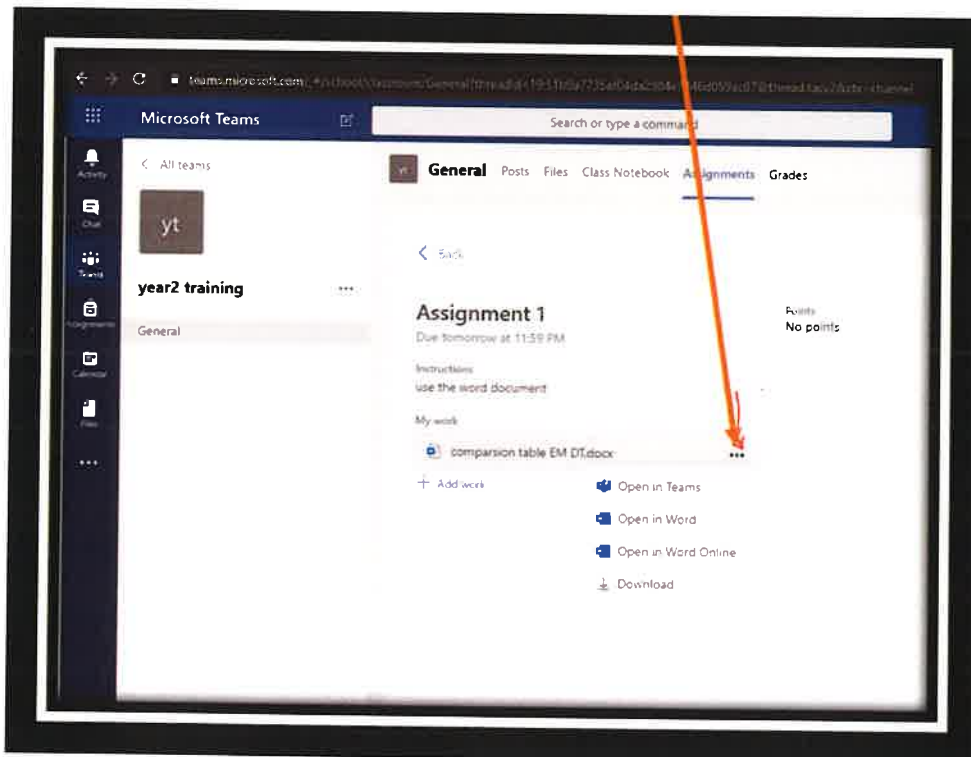 teams.microsoft.com
Microsoft Teams
Search or type a command
Activity
Chat
Teams
Assignments
Calendar
Files
All teams
yt
year2 training
General
General Posts Files Class Notebook Assignments Grades
Back
Assignment 1
Due tomorrow at 11:59 PM
Points
No points
Instructions
use the word document
My work
comparsion table EM DT.docx
Add work
Open in Teams
Open in Word
Open in Word Online
Download